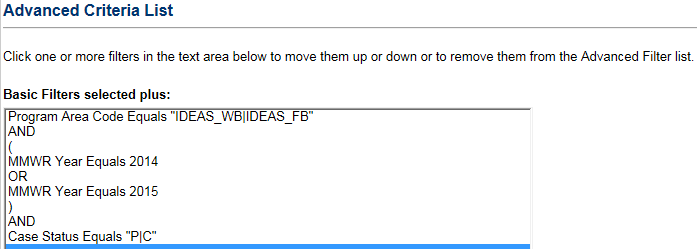 Advanced Criteria List
Click one or more filters in the text area below to move them up or down or to remove them from the Advanced Filter list.
Basic Filters selected plus:
Program Area Code Equals "IDEAS_WB|IDEAS_FB"
AND
(
MMWR Year Equals 2014
OR
MMWR Year Equals 2015
)
AND
Case Status Equals "P|C"